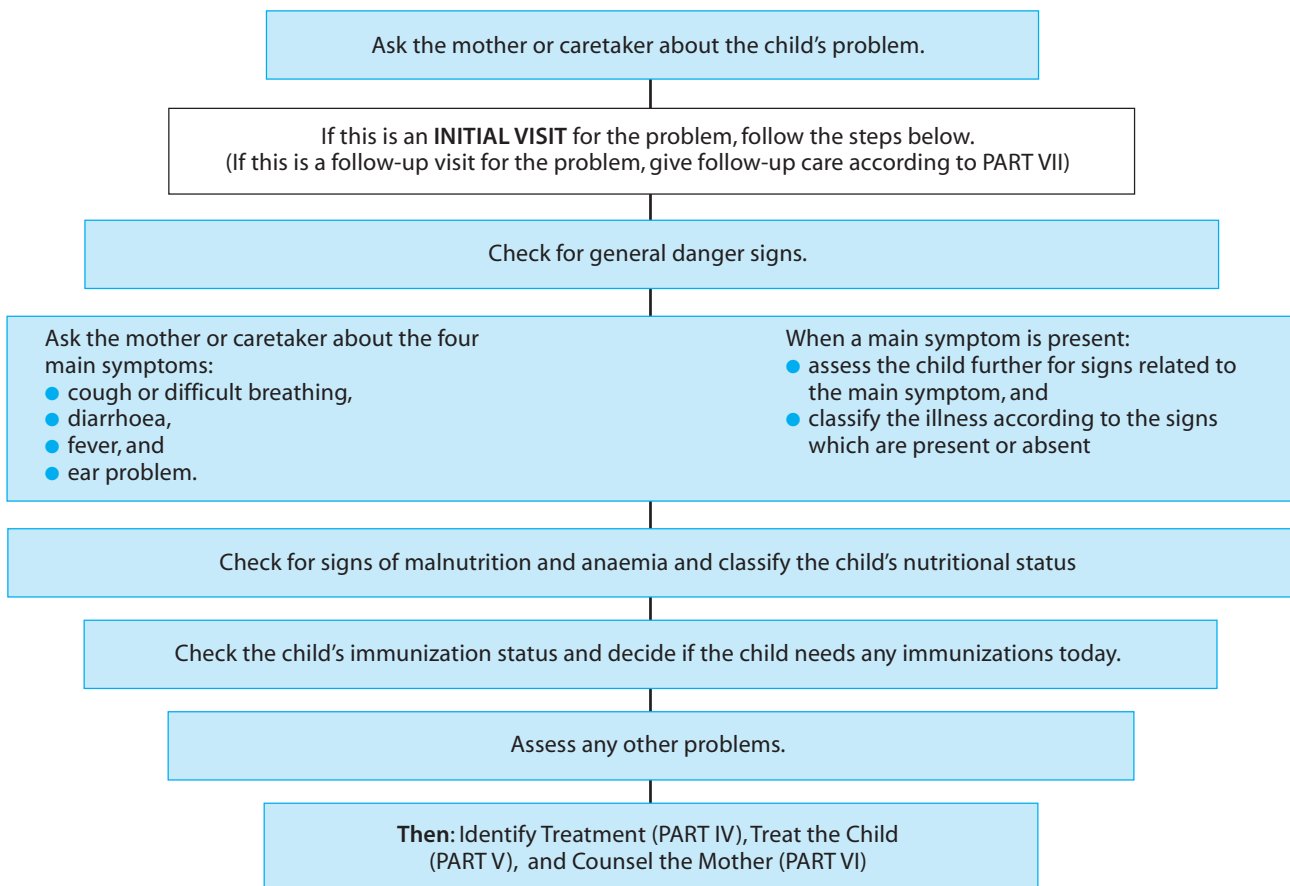 Ask the mother or caretaker about the child’s problem.
If this is an INITIAL VISIT for the problem, follow the steps below.
(If this is a follow-up visit for the problem, give follow-up care according to PART VII)
Check for general danger signs.
Ask the mother or caretaker about the four
main symptoms:
● cough or difficult breathing,
● diarrhoea,
● fever, and
● ear problem.
When a main symptom is present:
● assess the child further for signs related to
the main symptom, and
● classify the illness according to the signs
which are present or absent
Check for signs of malnutrition and anaemia and classify the child’s nutritional status
Check the child’s immunization status and decide if the child needs any immunizations today.
Assess any other problems.
Then: Identify Treatment (PART IV), Treat the Child
(PART V), and Counsel the Mother (PART VI)